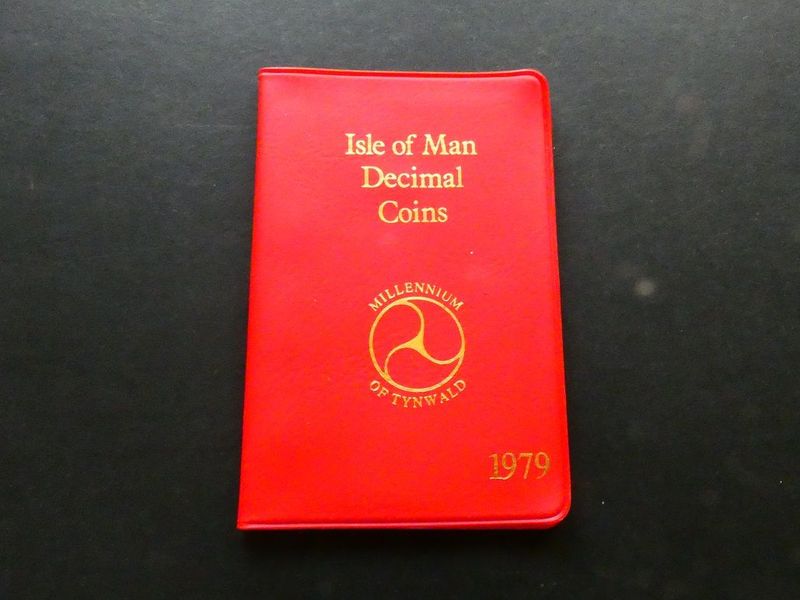 Isle of Man
Decimal
Coins
MILLENNIUM
OF TYNWALD
1979